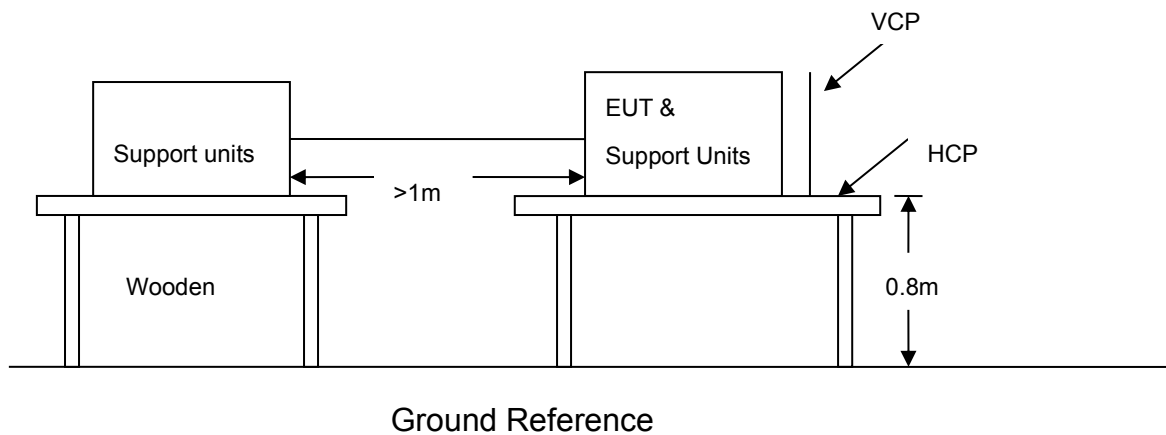 VCP
EUT &
Support Units
Support units
HCP
>1m
Wooden
0.8m
Ground Reference